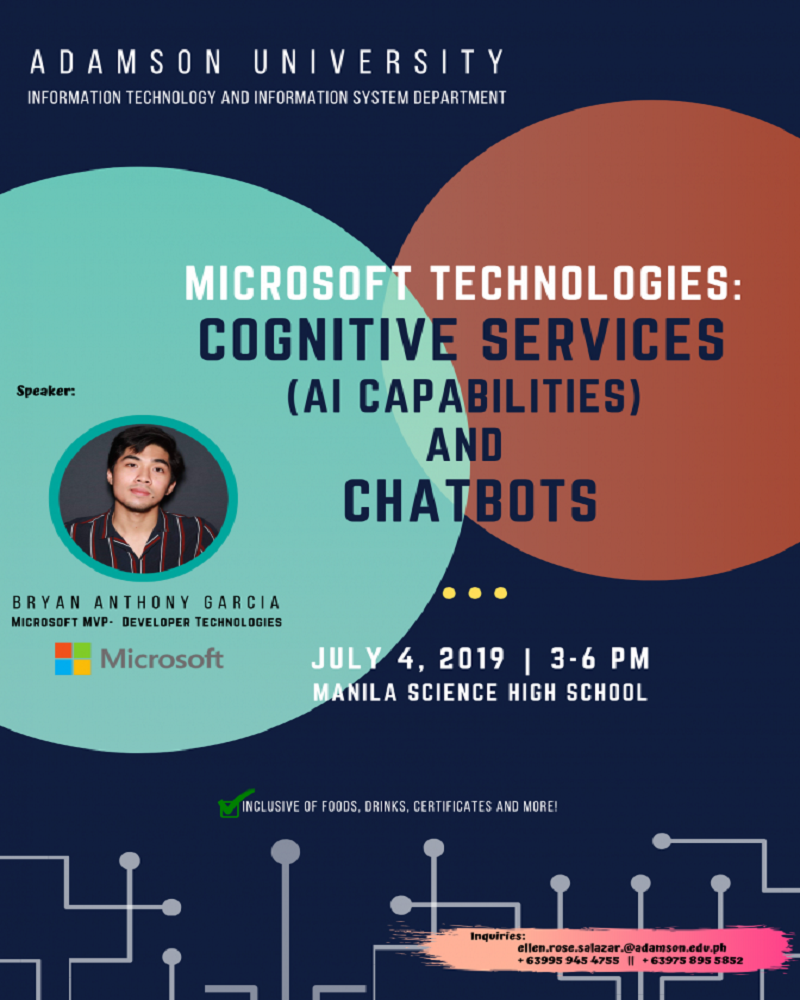 ADAMSON UNIVERSITY
INFORMATION TECHNOLOGY AND INFORMATION SYSTEM DEPARTMENT
MICROSOFT TECHNOLOGIES:
COGNITIVE SERVICES
(AI CAPABILITIES)
AND
CHATBOTS
Speaker:
BRYAN ANTHONY GARCIA
MICROSOFT MVP- DEVELOPER TECHNOLOGIES
Microsoft
JULY 4, 2019 | 3-6 PM
MANILA SCIENCE HIGH SCHOOL
INCLUSIVE OF FOODS, DRINKS, CERTIFICATES AND MORE!
Inquiries:
ellen.rose.salazar.@adamson.edu.ph
+63995 945 4755 || +63975 895 5852